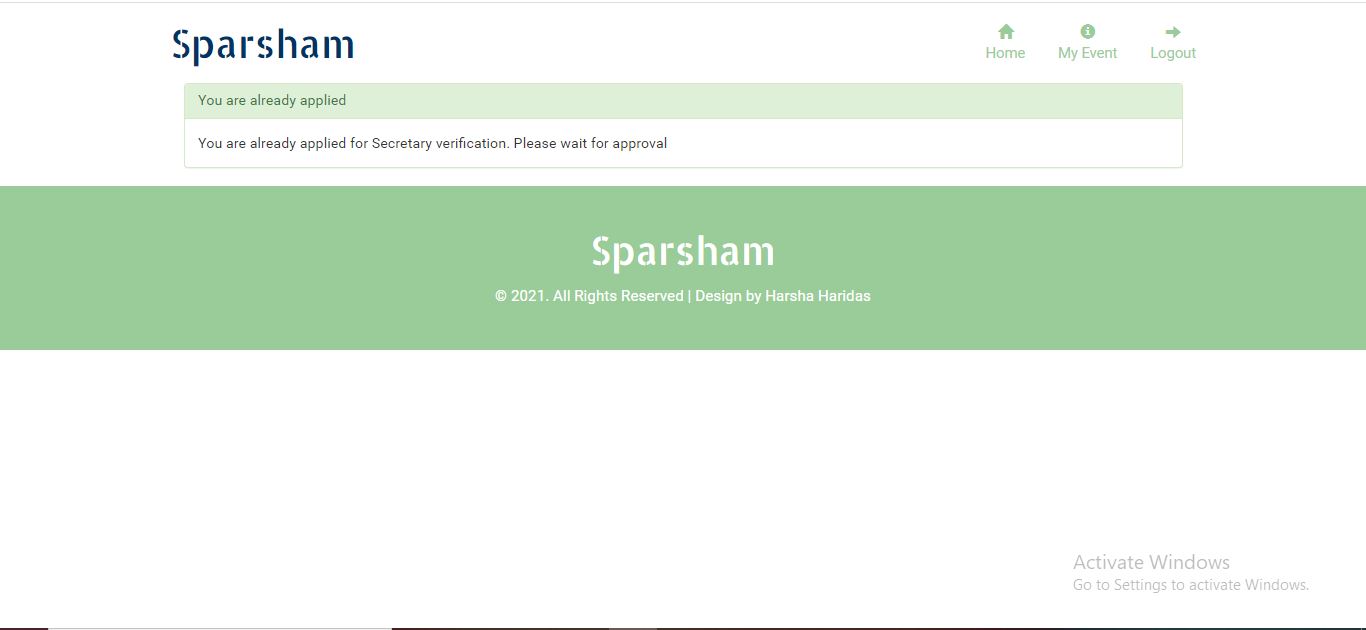 Sparsham
Home
My Event
Logout
You are already applied
You are already applied for Secretary verification. Please wait for approval
Sparsham
© 2021. All Rights Reserved | Design by Harsha Haridas
Activate Windows
Go to Settings to activate Windows.